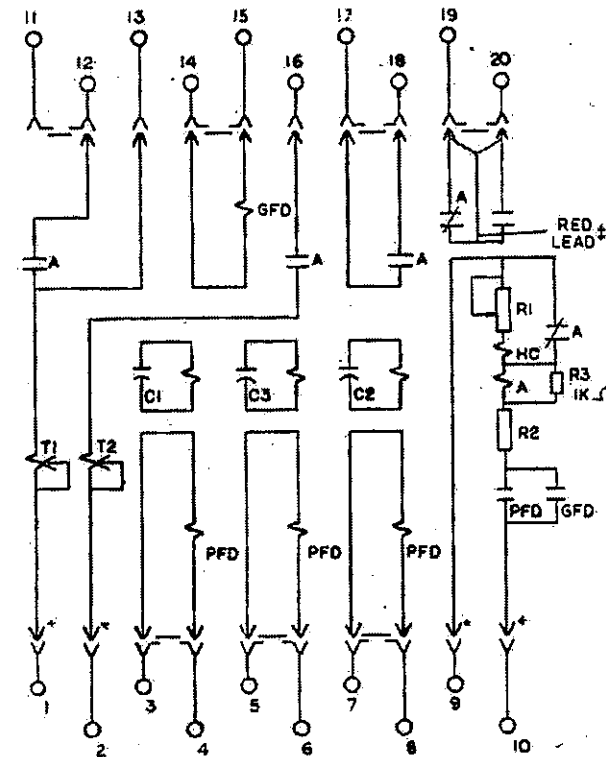 11 13 15 17 19
12 14 16 18 20
GFD
A
RED
LEAD +
A A A
R1
A
HC
C1 C3 C2 A R3
1K
R2
T1 T2
PFD GFD
PFD PFD PFD
1 3 5 7 9
2 4 6 8 10